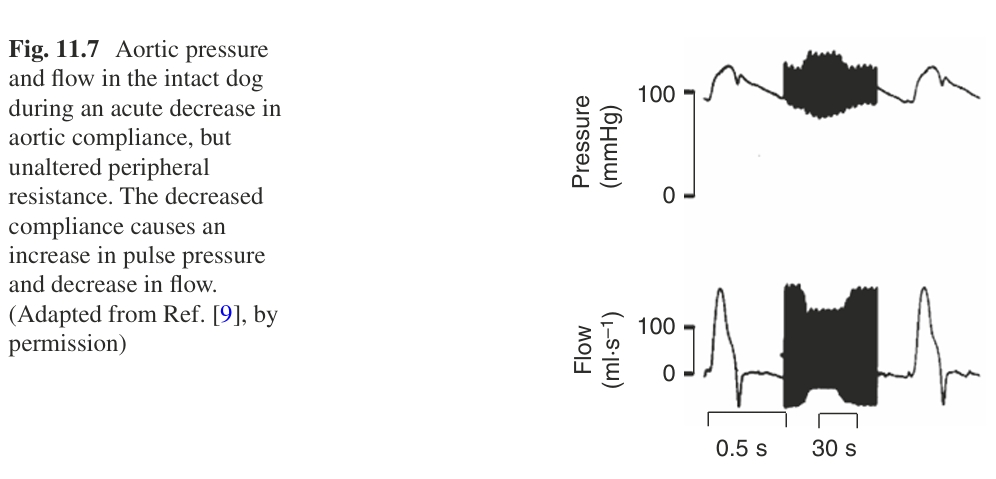 Fig. 11.7 Aortic pressure
and flow in the intact dog
during an acute decrease in
aortic compliance, but
unaltered peripheral
resistance. The decreased
compliance causes an
increase in pulse pressure
and decrease in flow.
(Adapted from Ref. [9], by
permission)
Pressure
(mmHg)
100
0
Flow
(ml·s⁻¹)
100
0
0.5 s
30 s